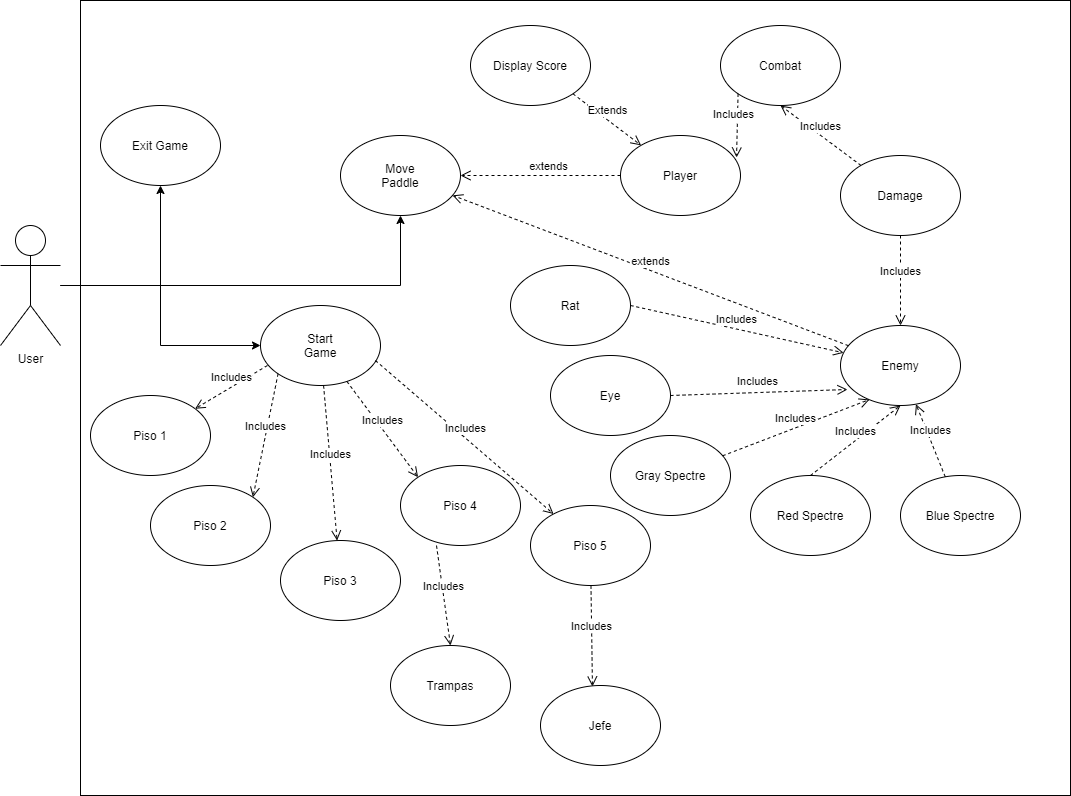 Display Score
Combat
Extends
Includes
Includes
Exit Game
Move
Paddle
extends
Player
Damage
extends
Includes
User
Rat
Includes
Start
Game
Enemy
Includes
Eye
Includes
Piso 1
Includes
Includes
Includes
Includes
Includes
Includes
Includes
Piso 2
Includes
Piso 4
Gray Spectre
Red Spectre
Blue Spectre
Piso 3
Piso 5
Includes
Includes
Trampas
Jefe